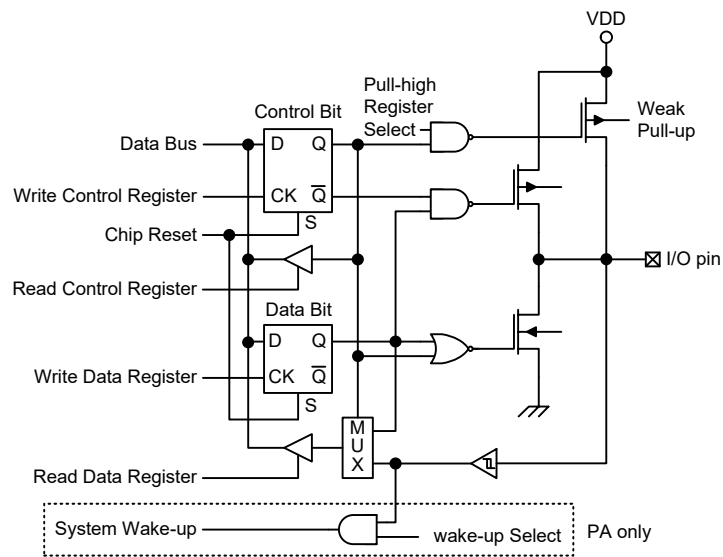 VDD
Pull-high
Register
Select
Weak
Pull-up
Control Bit
Data Bus
D
Q
Write Control Register
CK
Q
S
Chip Reset
I/O pin
Read Control Register
Data Bit
D
Q
Write Data Register
CK
Q
S
M
U
X
Read Data Register
System Wake-up
wake-up Select
PA only